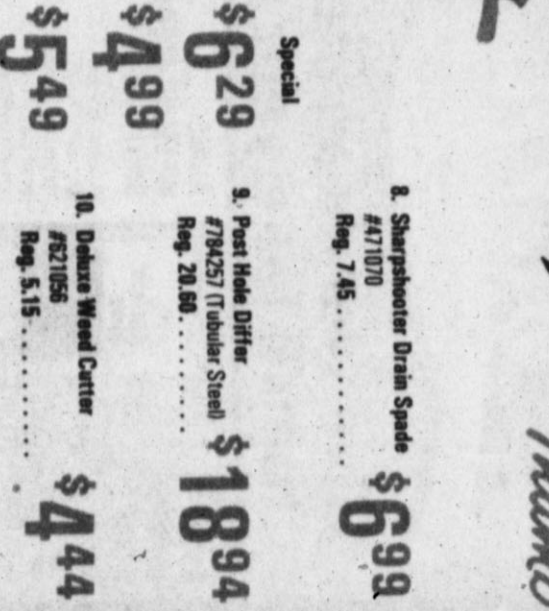 Special
$6 29
$4 99
$5 49
8. Sharpshooter Drain Spade
#471070
Reg. 7.45 .......... $6 99
9. Post Hole Differ
#784257 (Tubular Steel)
Reg. 20.60 ......... $18 94
10. Deluxe Weed Cutter
#621056
Reg. 5.15 ......... $4 44